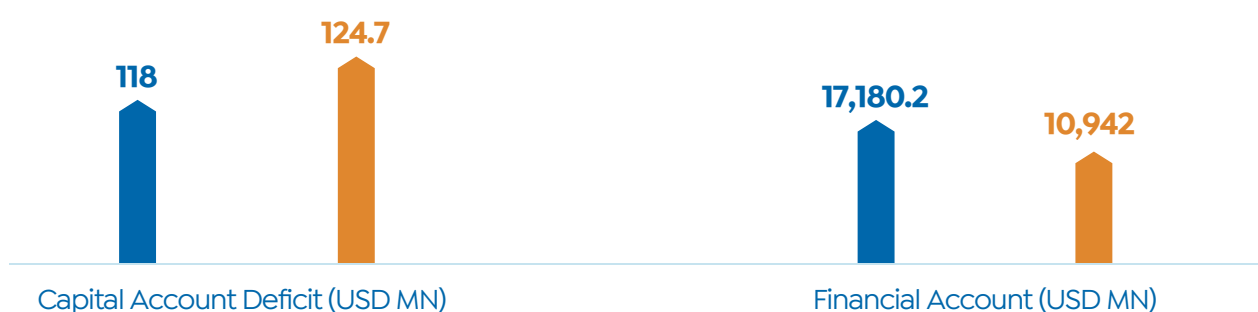 124.7
118
17,180.2
10,942
Capital Account Deficit (USD MN)
Financial Account (USD MN)